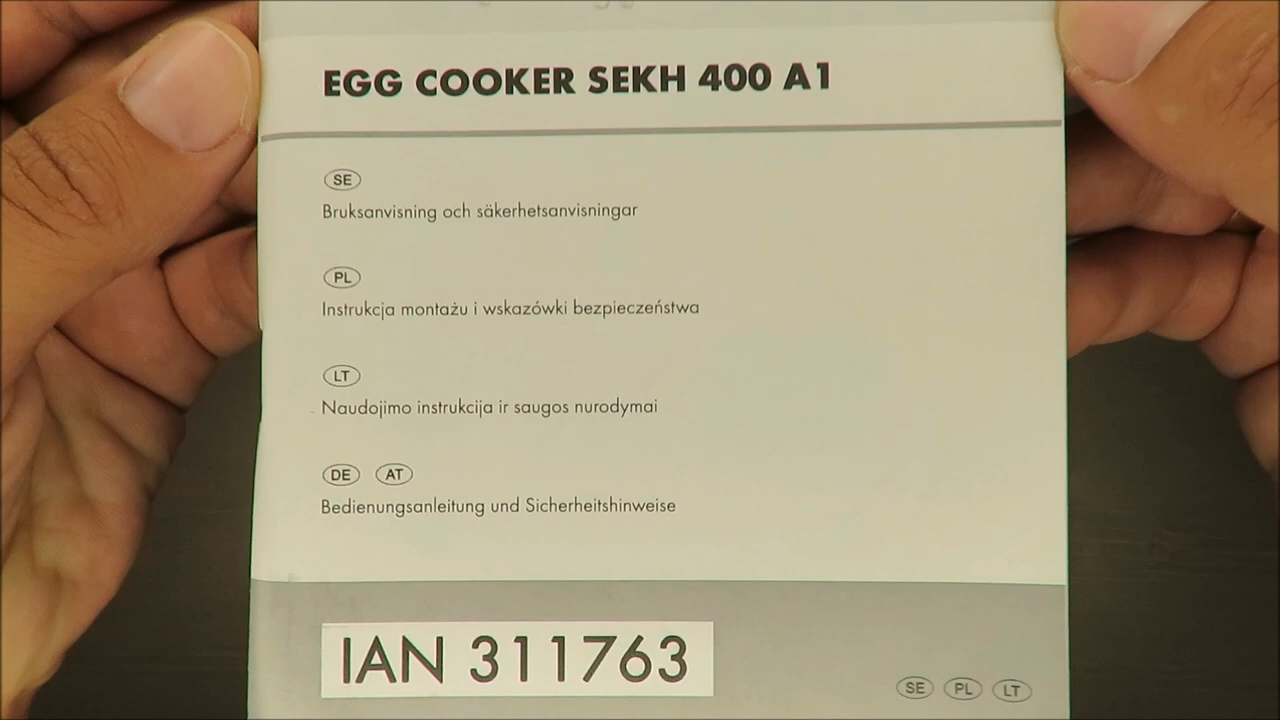 EGG COOKER SEKH 400 A1
SE
Bruksanvisning och säkerhetsanvisningar
PL
Instrukcja montażu i wskazówki bezpieczeństwa
LT
Naudojimo instrukcija ir saugos nurodymai
DE AT
Bedienungsanleitung und Sicherheitshinweise
IAN 311763
SE PL LT